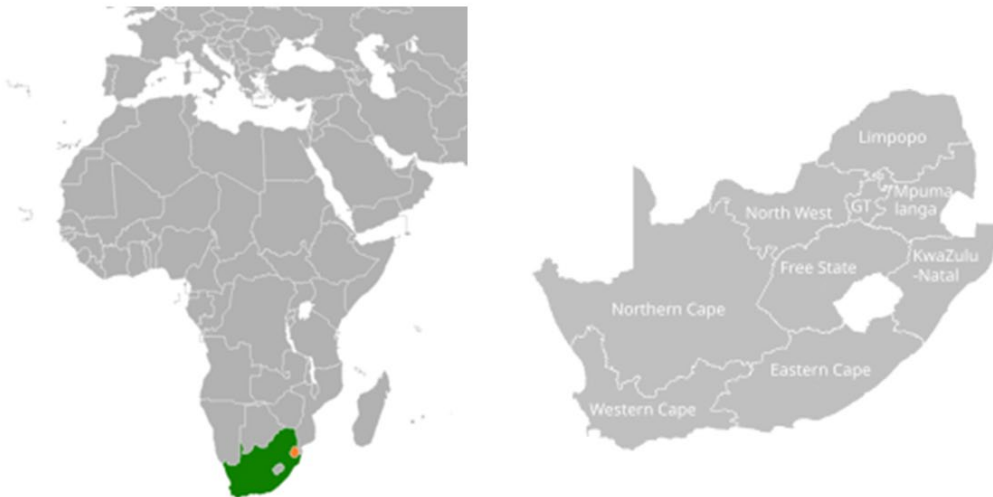 Limpopo
Mpuma
langa
GT
North West
KwaZulu
-Natal
Free State
Northern Cape
Eastern Cape
Western Cape